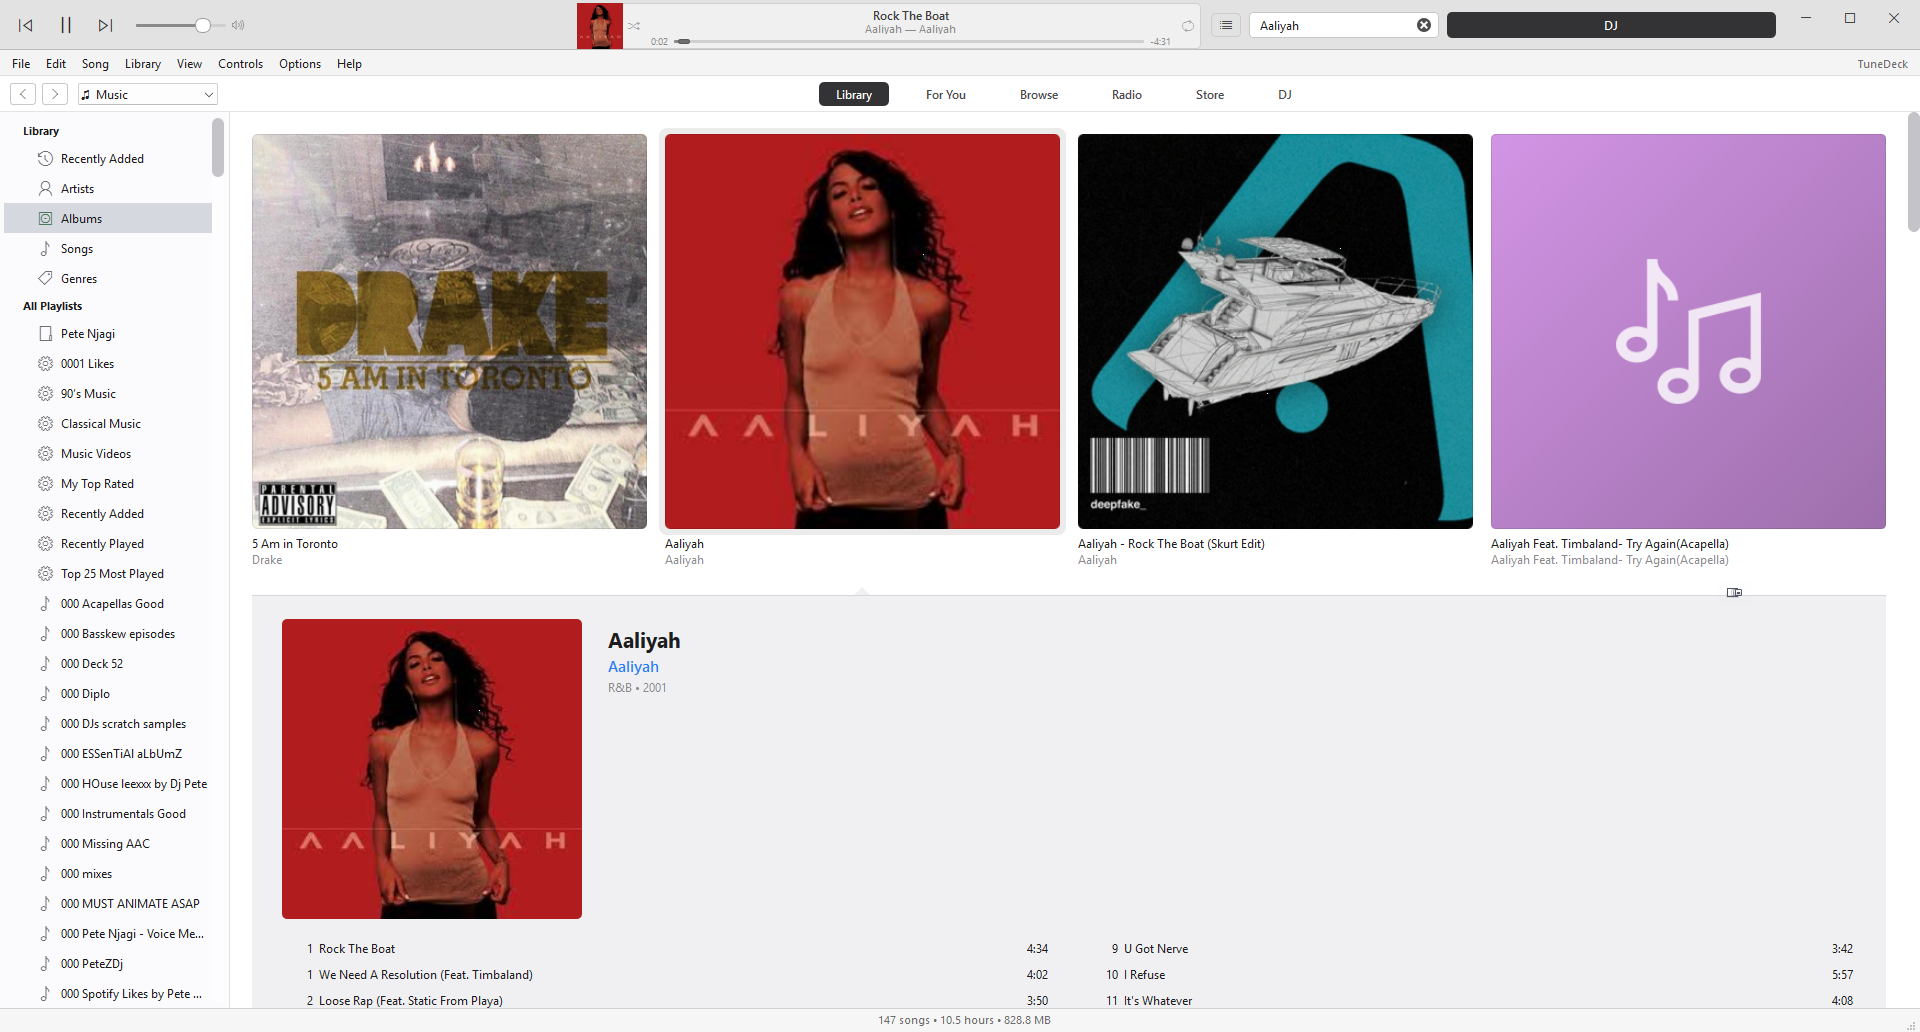 Rock The Boat
Aaliyah — Aaliyah
0:02
-4:31
Aaliyah
DJ
File Edit Song Library View Controls Options Help
TuneDeck
Music
Library For You Browse Radio Store DJ
Library
Recently Added
Artists
Albums
Songs
Genres
All Playlists
Pete Njagi
0001 Likes
90's Music
Classical Music
Music Videos
My Top Rated
Recently Added
Recently Played
Top 25 Most Played
000 Acapellas Good
000 Basskew episodes
000 Deck 52
000 Diplo
000 DJs scratch samples
000 ESSenTiAl aLbUmZ
000 HOuse leexxx by Dj Pete
000 Instrumentals Good
000 Missing AAC
000 mixes
000 MUST ANIMATE ASAP
000 Pete Njagi - Voice Me...
000 PeteZDj
000 Spotify Likes by Pete ...
DRAKE
5 AM IN TORONTO
PARENTAL
ADVISORY
EXPLICIT LYRICS
5 Am in Toronto
Drake
AALIYAH
Aaliyah
Aaliyah
deepfake_
Aaliyah - Rock The Boat (Skurt Edit)
Aaliyah
Aaliyah Feat. Timbaland- Try Again(Acapella)
Aaliyah Feat. Timbaland- Try Again(Acapella)
AALIYAH
Aaliyah
Aaliyah
R&B • 2001
1 Rock The Boat 4:34
1 We Need A Resolution (Feat. Timbaland) 4:02
2 Loose Rap (Feat. Static From Playa) 3:50
9 U Got Nerve 3:42
10 I Refuse 5:57
11 It's Whatever 4:08
147 songs • 10.5 hours • 828.8 MB